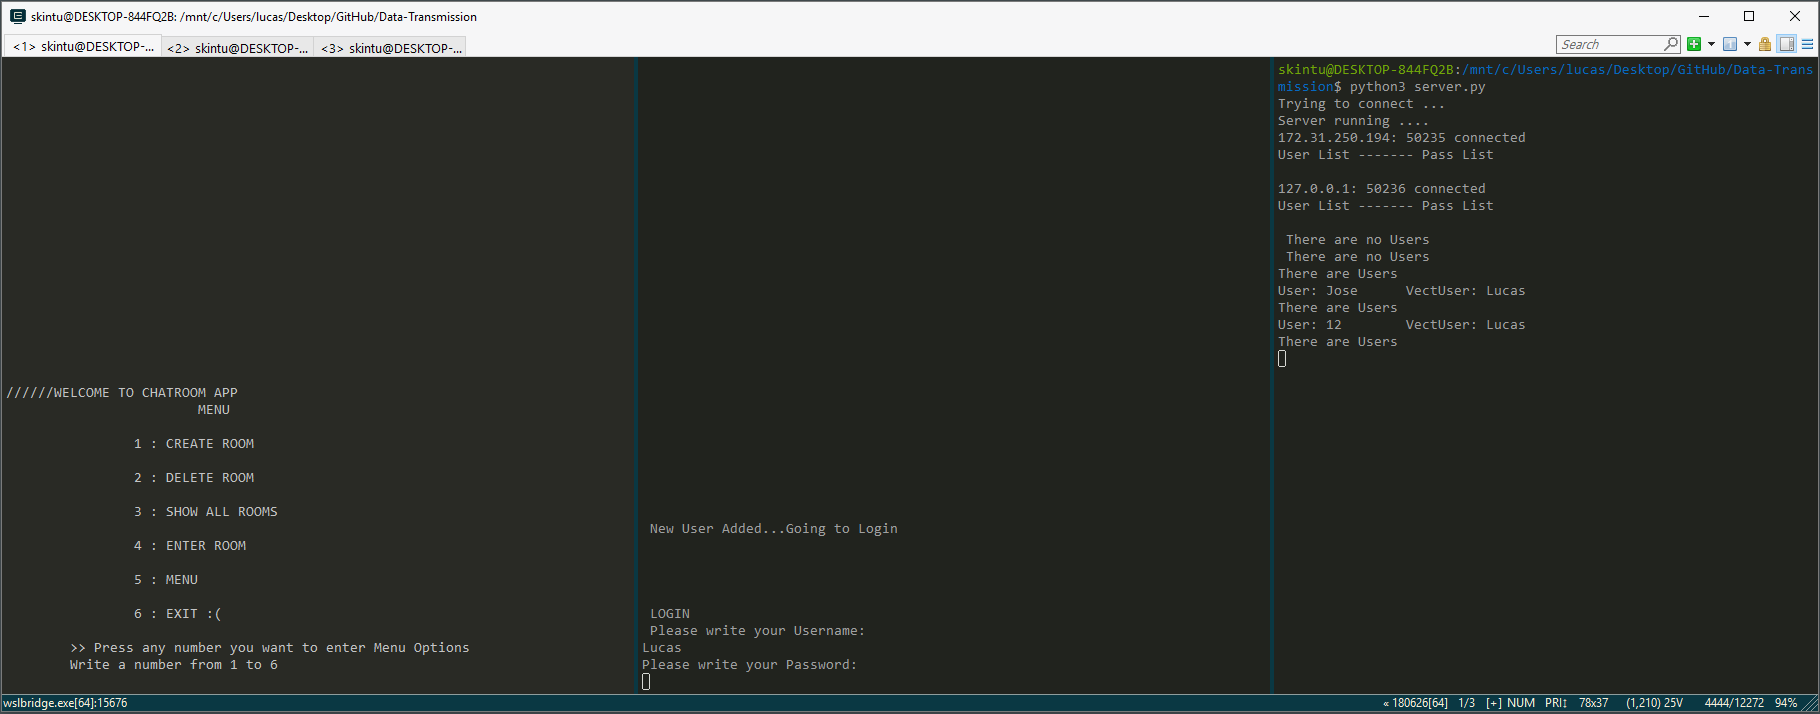 skintu@DESKTOP-844FQ2B: /mnt/c/Users/lucas/Desktop/GitHub/Data-Transmission
<1> skintu@DESKTOP-...
<2> skintu@DESKTOP-...
<3> skintu@DESKTOP-...
Search
//////WELCOME TO CHATROOM APP
MENU
1 : CREATE ROOM
2 : DELETE ROOM
3 : SHOW ALL ROOMS
4 : ENTER ROOM
5 : MENU
6 : EXIT :(
>> Press any number you want to enter Menu Options
Write a number from 1 to 6
New User Added...Going to Login
LOGIN
Please write your Username:
Lucas
Please write your Password:
skintu@DESKTOP-844FQ2B:/mnt/c/Users/lucas/Desktop/GitHub/Data-Trans
mission$ python3 server.py
Trying to connect ...
Server running ....
172.31.250.194: 50235 connected
User List ------- Pass List
127.0.0.1: 50236 connected
User List ------- Pass List
There are no Users
There are no Users
There are Users
User: Jose VectUser: Lucas
There are Users
User: 12 VectUser: Lucas
There are Users
wslbridge.exe[64]:15676
« 180626[64] 1/3 [+] NUM PRI↕ 78x37 (1,210) 25V 4444/12272 94%